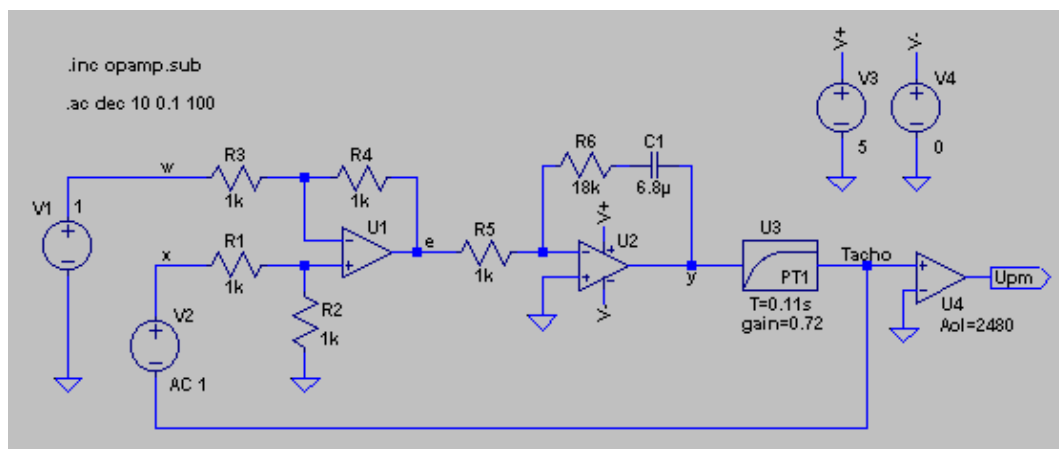 .inc opamp.sub
.ac dec 10 0.1 100
V+
V-
V3
5
V4
0
w
R3
1k
R4
1k
R6
18k
C1
6.8µ
V1
1
x
R1
1k
U1
e
R5
1k
V+
U2
V-
y
U3
PT1
T=0.11s
gain=0.72
Tacho
U4
Aol=2480
Upm
V2
AC 1
R2
1k